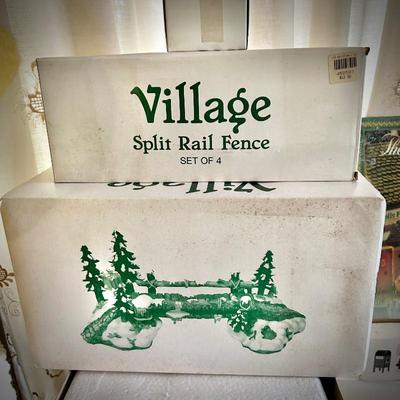 Village
Split Rail Fence
SET OF 4
Village